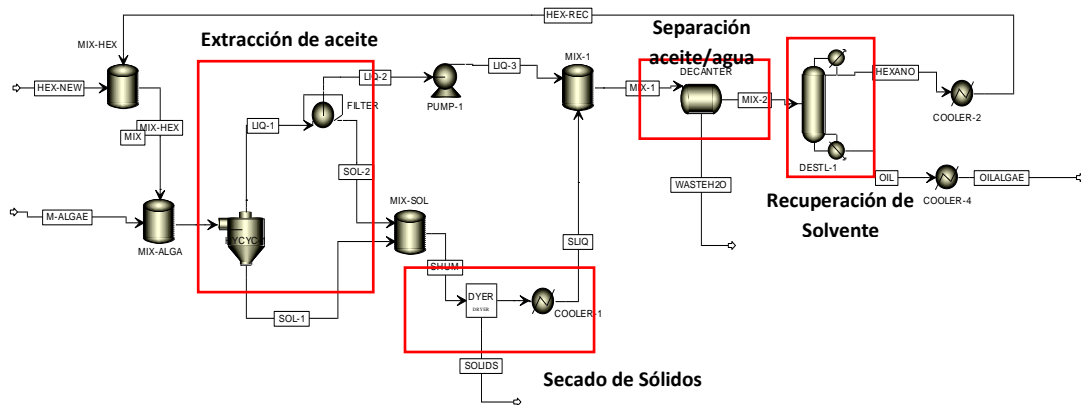 HEX-REC
MIX-HEX
Extracción de aceite
Separación
aceite/agua
MIX-1
DECANTER
HEX-NEW
LIQ-2
LIQ-3
PUMP-1
FILTER
MIX-1
MIX-2
HEXANO
COOLER-2
MIX-HEX
MIX
LIQ-1
DESTL-1
SOL-2
WASTEH2O
OIL
OILALGAE
COOLER-4
Recuperación de
Solvente
M-ALGAE
MIX-SOL
MIX-ALGA
SLIQ
SHUM
SOL-1
DYER
DRYER
COOLER-1
SOLIDS
Secado de Sólidos